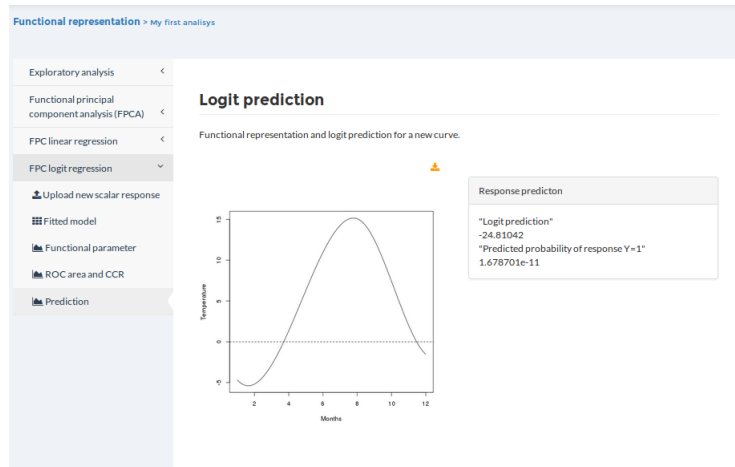 Functional representation > My first analisys
Exploratory analysis
Functional principal
component analysis (FPCA)
FPC linear regression
FPC logit regression
Upload new scalar response
Fitted model
Functional parameter
ROC area and CCR
Prediction
Logit prediction
Functional representation and logit prediction for a new curve.
Response predicton
"Logit prediction"
-24.81042
"Predicted probability of response Y=1"
1.678701e-11
Temperature
15
10
5
0
-5
2 4 6 8 10 12
Months